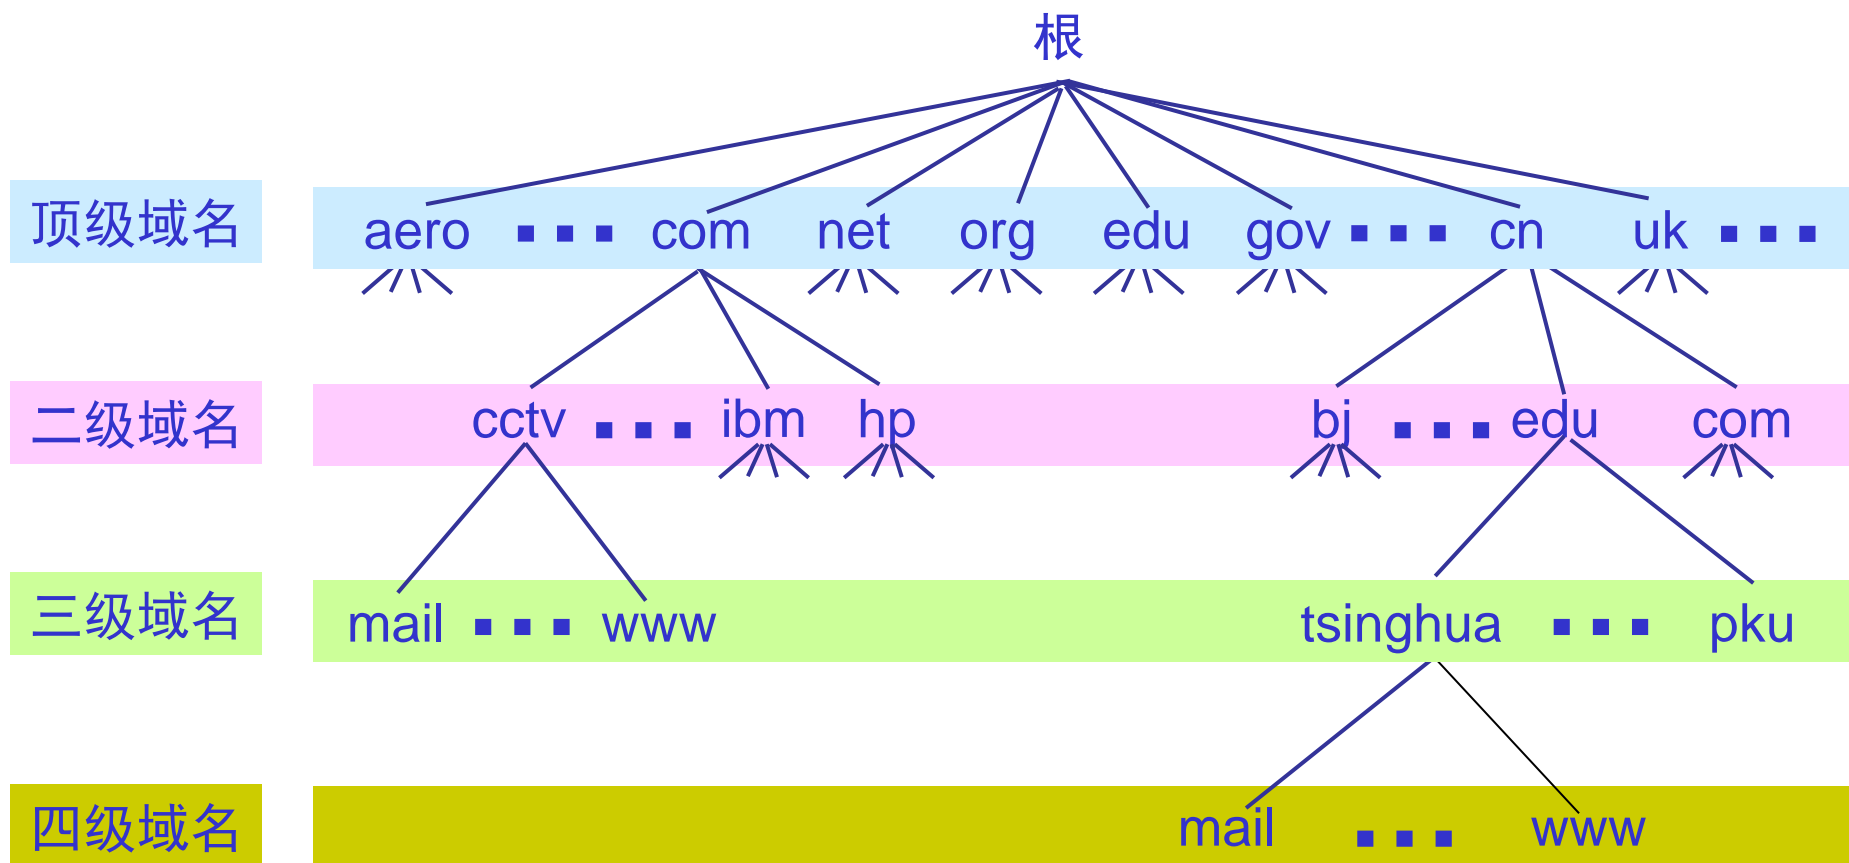 根
顶级域名 aero ... com net org edu gov ... cn uk ...
二级域名 cctv ... ibm hp bj ... edu com
三级域名 mail ... www tsinghua ... pku
四级域名 mail ... www